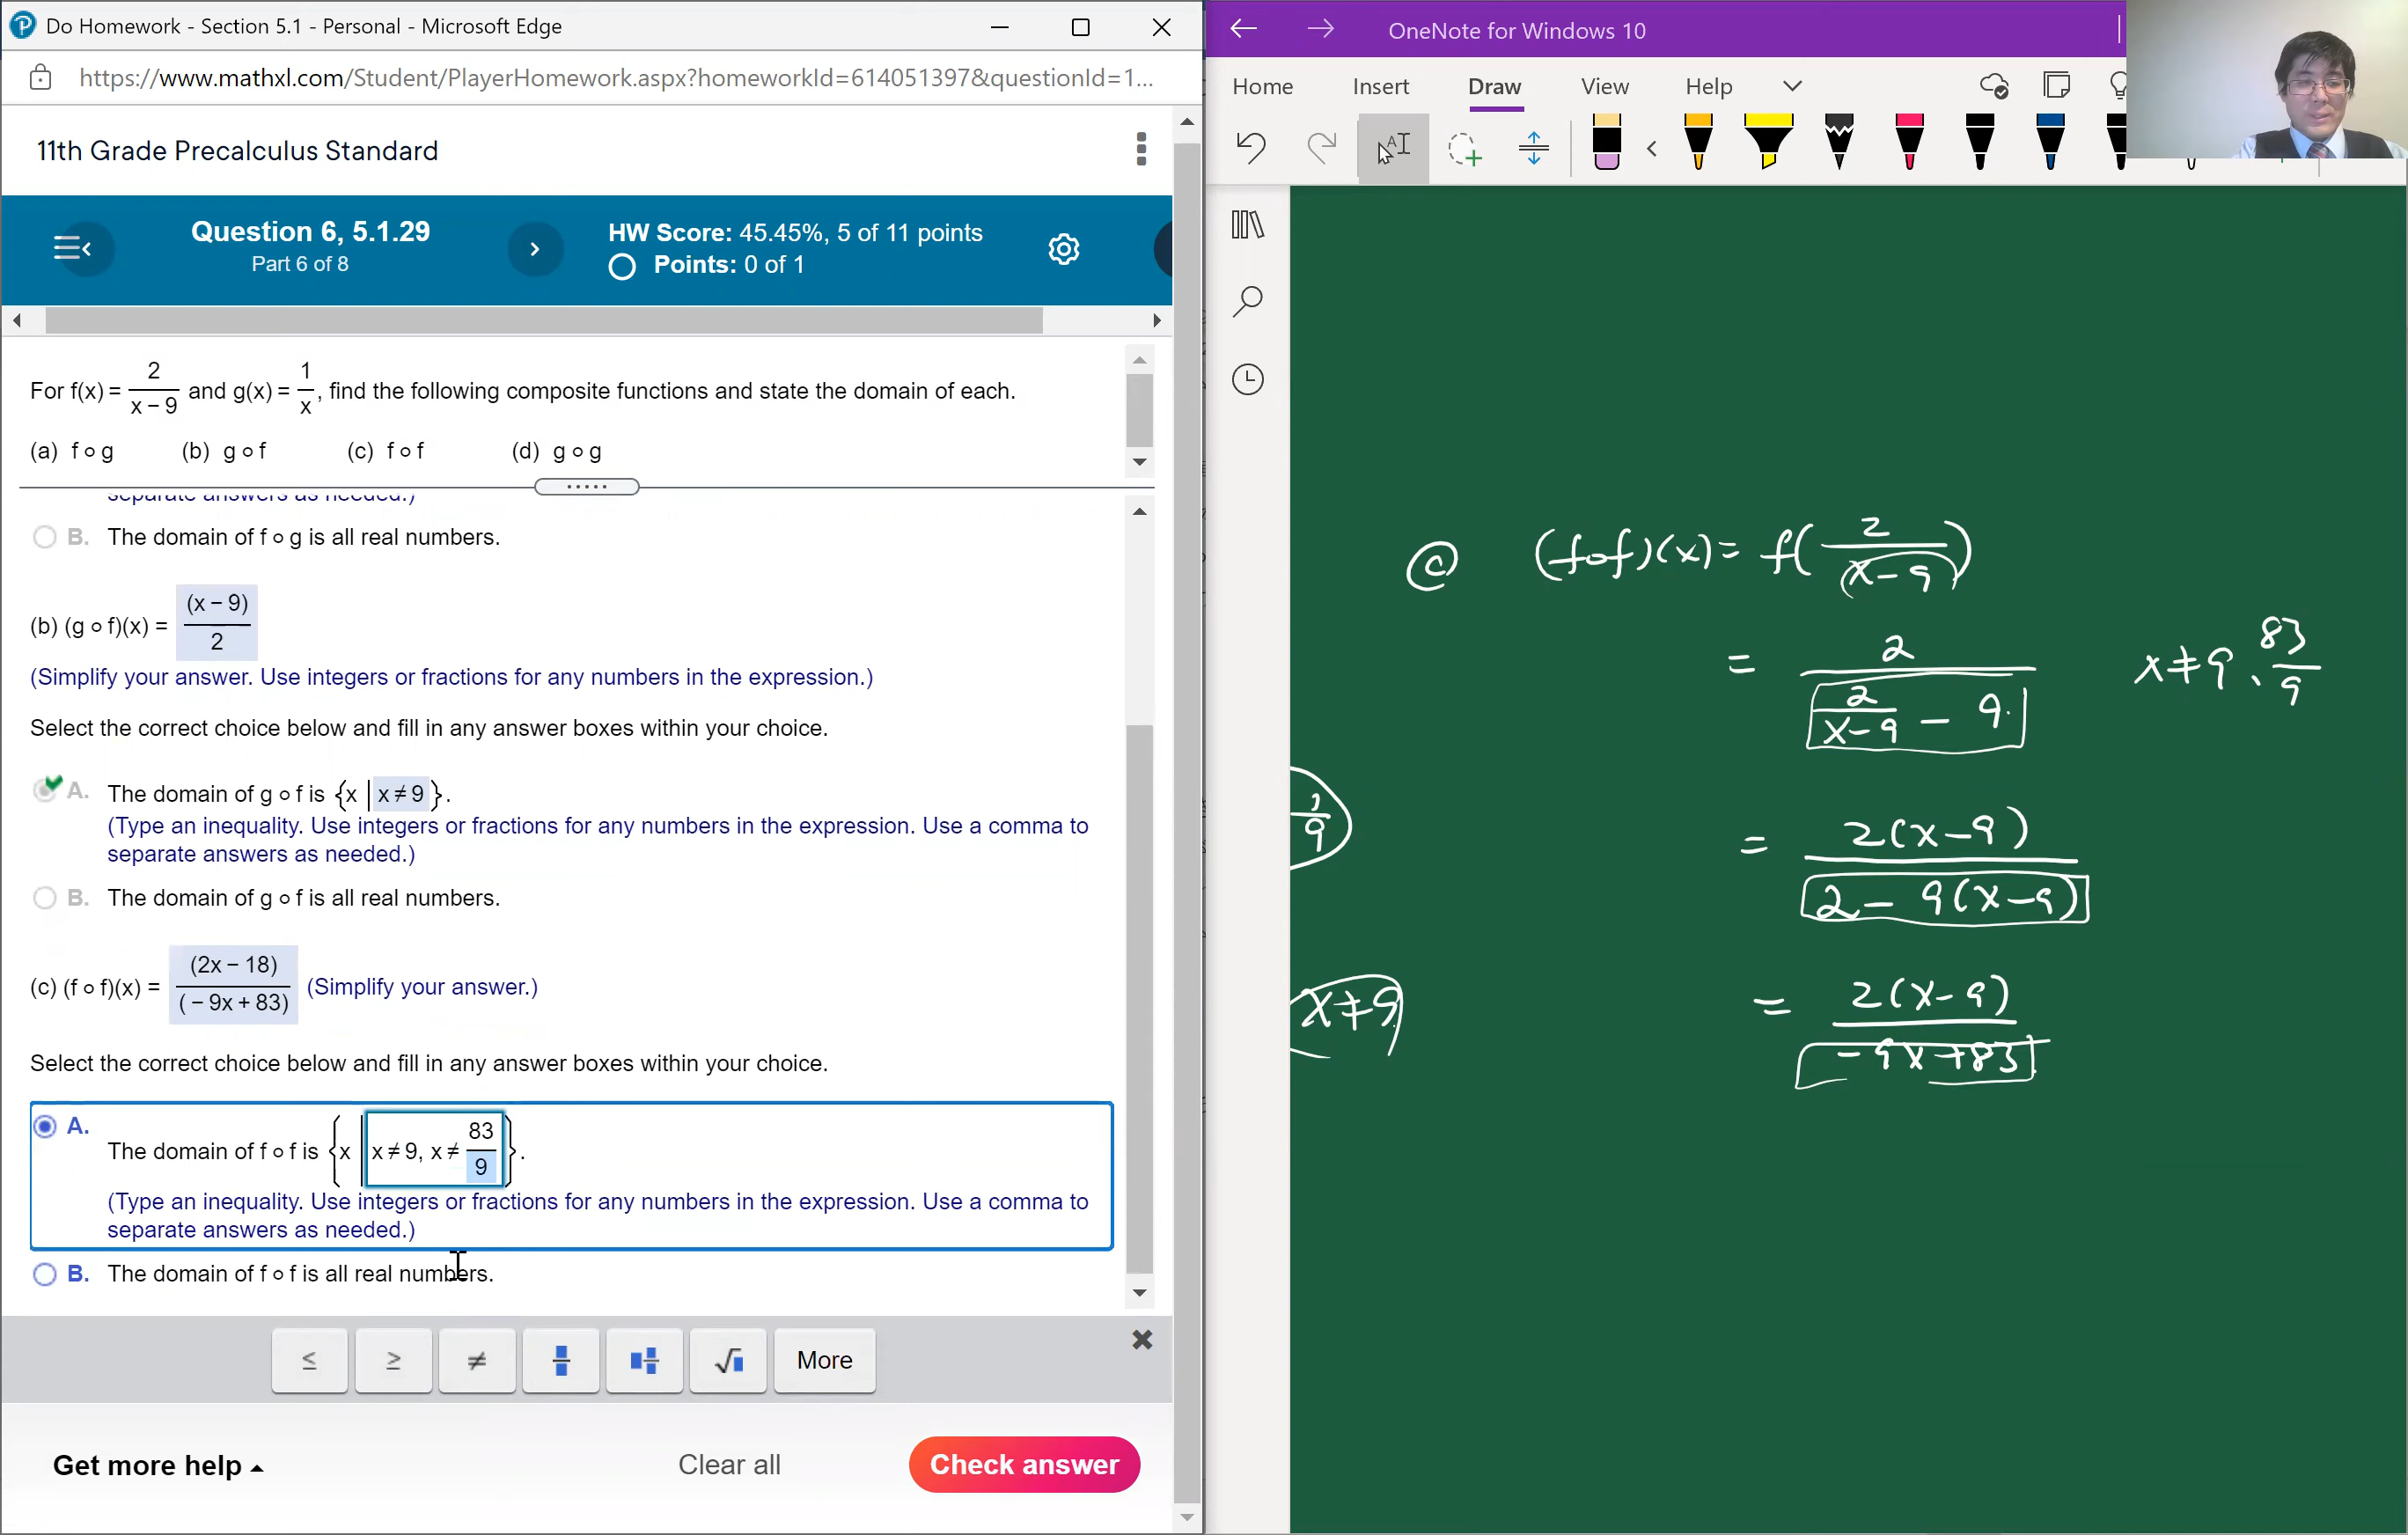 Do Homework - Section 5.1 - Personal - Microsoft Edge
https://www.mathxl.com/Student/PlayerHomework.aspx?homeworkId=614051397&questionId=1...
11th Grade Precalculus Standard
Question 6, 5.1.29
Part 6 of 8
HW Score: 45.45%, 5 of 11 points
Points: 0 of 1
For f(x) = 2/(x − 9) and g(x) = 1/x, find the following composite functions and state the domain of each.
(a) f∘g (b) g∘f (c) f∘f (d) g∘g
separate answers as needed.)
B. The domain of f∘g is all real numbers.
(b) (g∘f)(x) = (x − 9)/2
(Simplify your answer. Use integers or fractions for any numbers in the expression.)
Select the correct choice below and fill in any answer boxes within your choice.
A. The domain of g∘f is {x | x ≠ 9}.
(Type an inequality. Use integers or fractions for any numbers in the expression. Use a comma to
separate answers as needed.)
B. The domain of g∘f is all real numbers.
(c) (f∘f)(x) = (2x − 18)/(− 9x + 83) (Simplify your answer.)
Select the correct choice below and fill in any answer boxes within your choice.
A. The domain of f∘f is {x | x ≠ 9, x ≠ 83/9}.
(Type an inequality. Use integers or fractions for any numbers in the expression. Use a comma to
separate answers as needed.)
B. The domain of f∘f is all real numbers.
≤ ≥ ≠ √ More
Get more help
Clear all
Check answer
OneNote for Windows 10
Home Insert Draw View Help
ⓒ (f∘f)(x) = f(2/(x−9))
= 2/(2/(x−9) − 9) x≠9, 83/9
= 2(x−9)/(2 − 9(x−9))
= 2(x−9)/(−9x+83)
x≠9